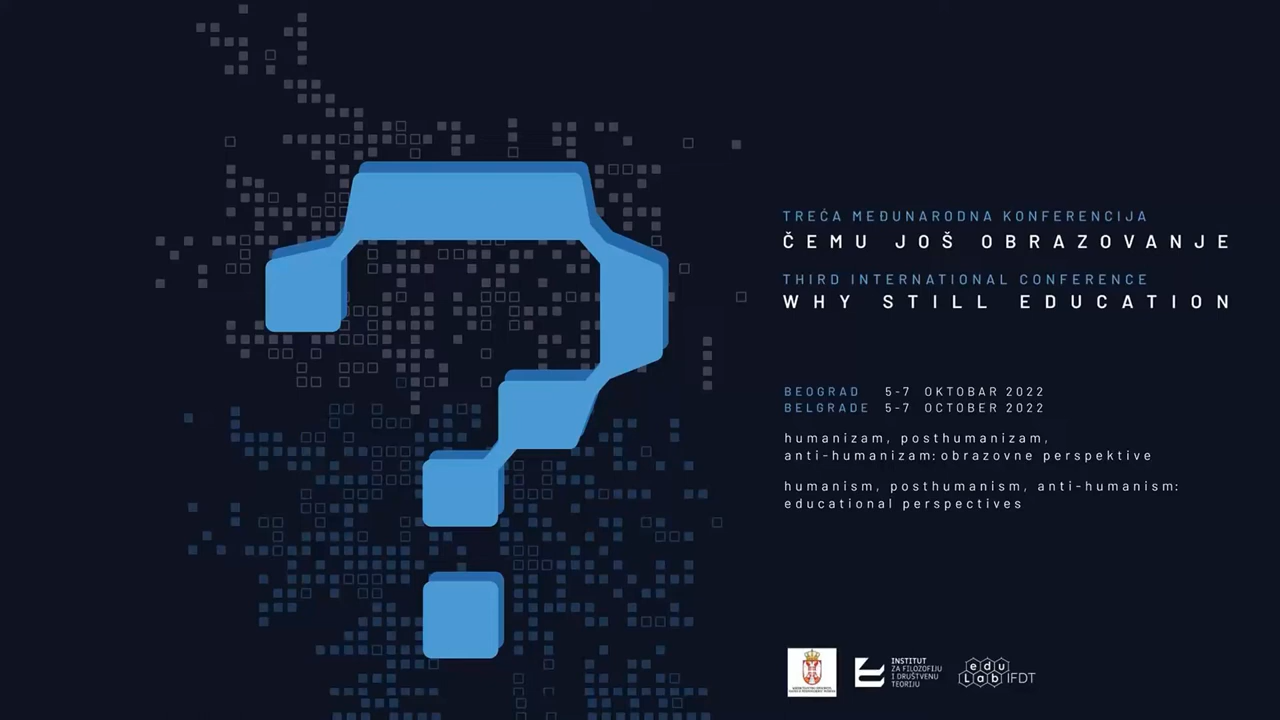 TREĆA MEĐUNARODNA KONFERENCIJA
ČEMU JOŠ OBRAZOVANJE
THIRD INTERNATIONAL CONFERENCE
WHY STILL EDUCATION
BEOGRAD 5-7 OKTOBAR 2022
BELGRADE 5-7 OCTOBER 2022
humanizam, posthumanizam,
anti-humanizam: obrazovne perspektive
humanism, posthumanism, anti-humanism:
educational perspectives
INSTITUT
ZA FILOZOFIJU
I DRUŠTVENU
TEORIJU
edu
Lab IFDT